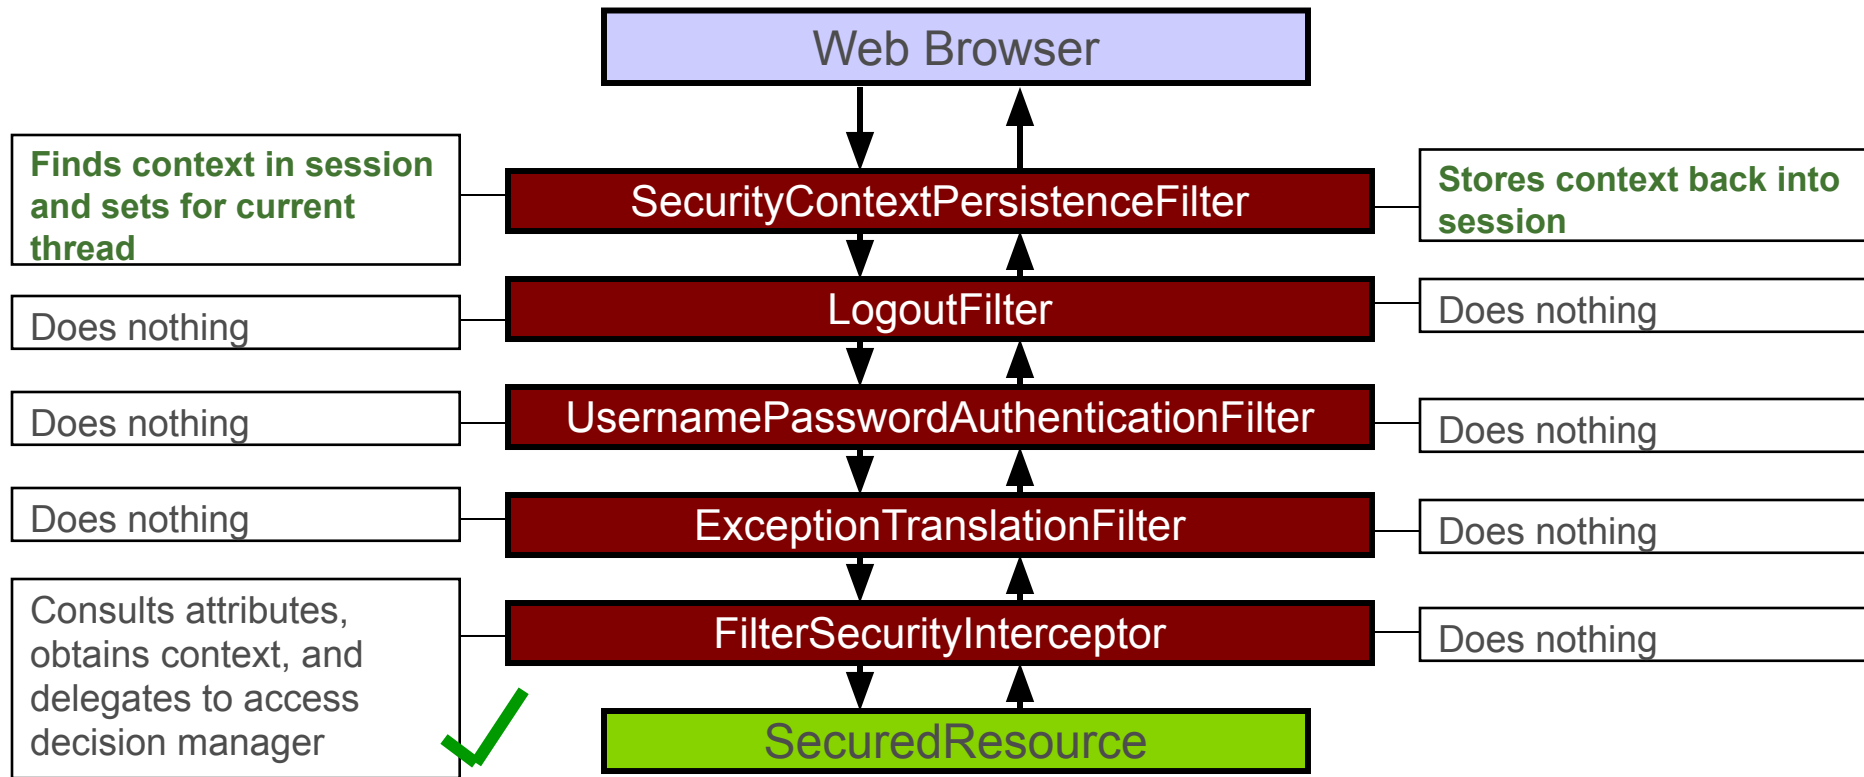 Web Browser
Finds context in session
and sets for current
thread
SecurityContextPersistenceFilter
Stores context back into
session
Does nothing
LogoutFilter
Does nothing
Does nothing
UsernamePasswordAuthenticationFilter
Does nothing
Does nothing
ExceptionTranslationFilter
Does nothing
Consults attributes,
obtains context, and
delegates to access
decision manager
FilterSecurityInterceptor
Does nothing
SecuredResource